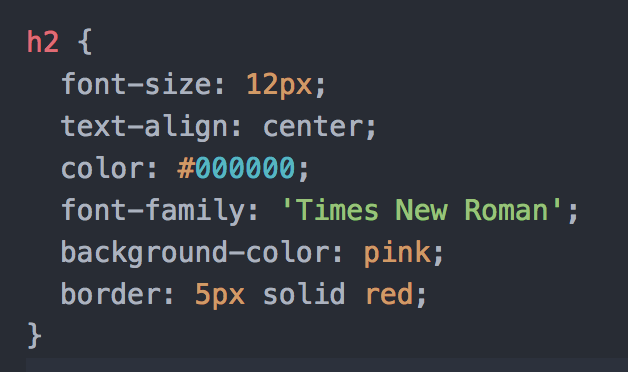 h2 {
  font-size: 12px;
  text-align: center;
  color: #000000;
  font-family: 'Times New Roman';
  background-color: pink;
  border: 5px solid red;
}